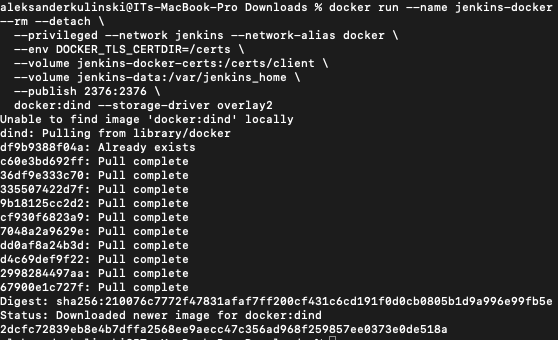 aleksanderkulinski@ITs-MacBook-Pro Downloads % docker run --name jenkins-docker
--rm --detach \
--privileged --network jenkins --network-alias docker \
--env DOCKER_TLS_CERTDIR=/certs \
--volume jenkins-docker-certs:/certs/client \
--volume jenkins-data:/var/jenkins_home \
--publish 2376:2376 \
docker:dind --storage-driver overlay2
Unable to find image 'docker:dind' locally
dind: Pulling from library/docker
df9b9388f04a: Already exists
c60e3bd692ff: Pull complete
36df9e333c70: Pull complete
335507422d7f: Pull complete
9b18125cc2d2: Pull complete
cf930f6823a9: Pull complete
7048a2a9629e: Pull complete
dd0af8a24b3d: Pull complete
d4c69def9f22: Pull complete
2998284497aa: Pull complete
67900e1c727f: Pull complete
Digest: sha256:210076c7772f47831afaf7ff200cf431c6cd191f0d0cb0805b1d9a996e99fb5e
Status: Downloaded newer image for docker:dind
2dcfc72839eb8e4b7dffa2568ee9aecc47c356ad968f259857ee0373e0de518a